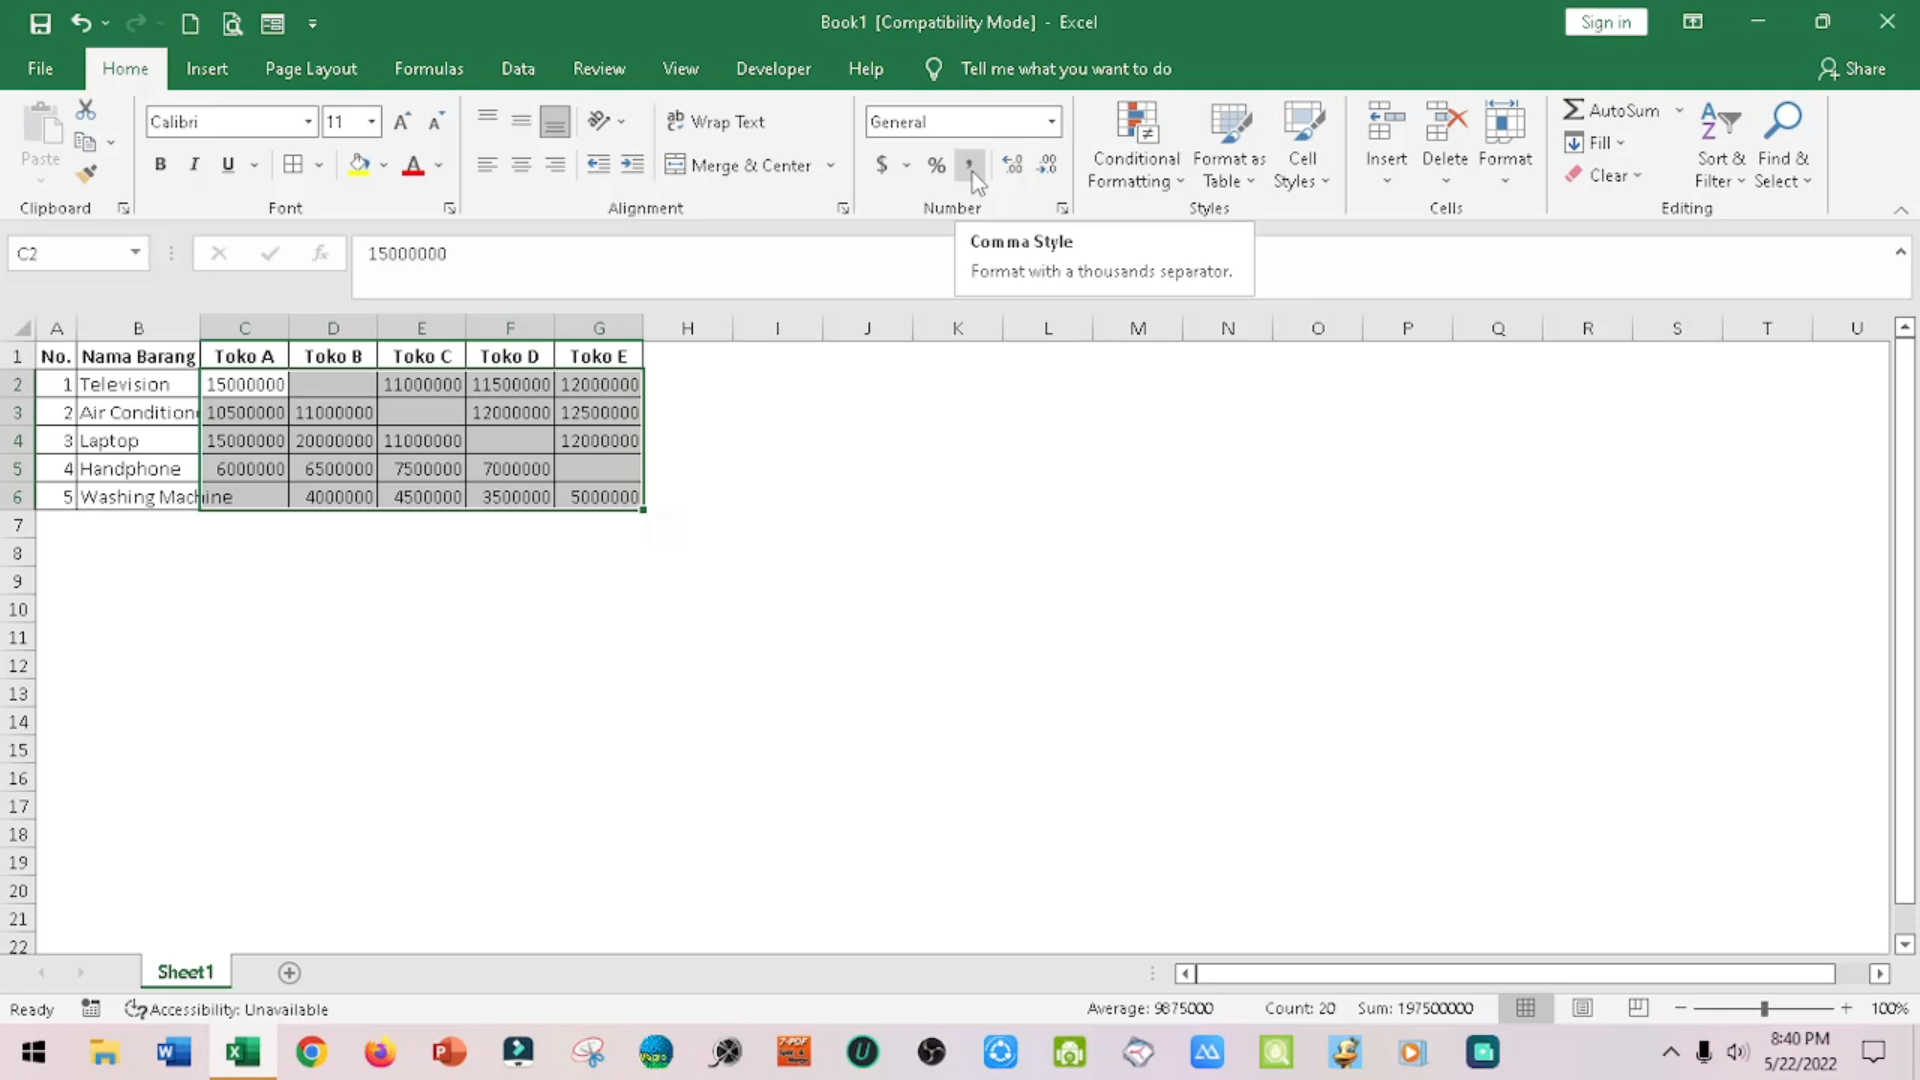 Book1 [Compatibility Mode] - Excel
Sign in
File Home Insert Page Layout Formulas Data Review View Developer Help Tell me what you want to do Share
Paste
Calibri 11
B I U A
ab Wrap Text
Merge & Center
General
$ % ,
Conditional Formatting
Format as Table
Cell Styles
Insert Delete Format
AutoSum
Fill
Clear
Sort & Filter
Find & Select
Clipboard Font Alignment Number Styles Cells Editing
C2 fx 15000000
Comma Style
Format with a thousands separator.
A B C D E F G H I J K L M N O P Q R S T U
1 No. Nama Barang Toko A Toko B Toko C Toko D Toko E
2 1 Television 15000000 11000000 11500000 12000000
3 2 Air Condition 10500000 11000000 12000000 12500000
4 3 Laptop 15000000 20000000 11000000 12000000
5 4 Handphone 6000000 6500000 7500000 7000000
6 5 Washing Machine 4000000 4500000 3500000 5000000
7
8
9
10
11
12
13
14
15
16
17
18
19
20
21
22
Sheet1
Ready Accessibility: Unavailable Average: 9875000 Count: 20 Sum: 197500000 100%
8:40 PM
5/22/2022